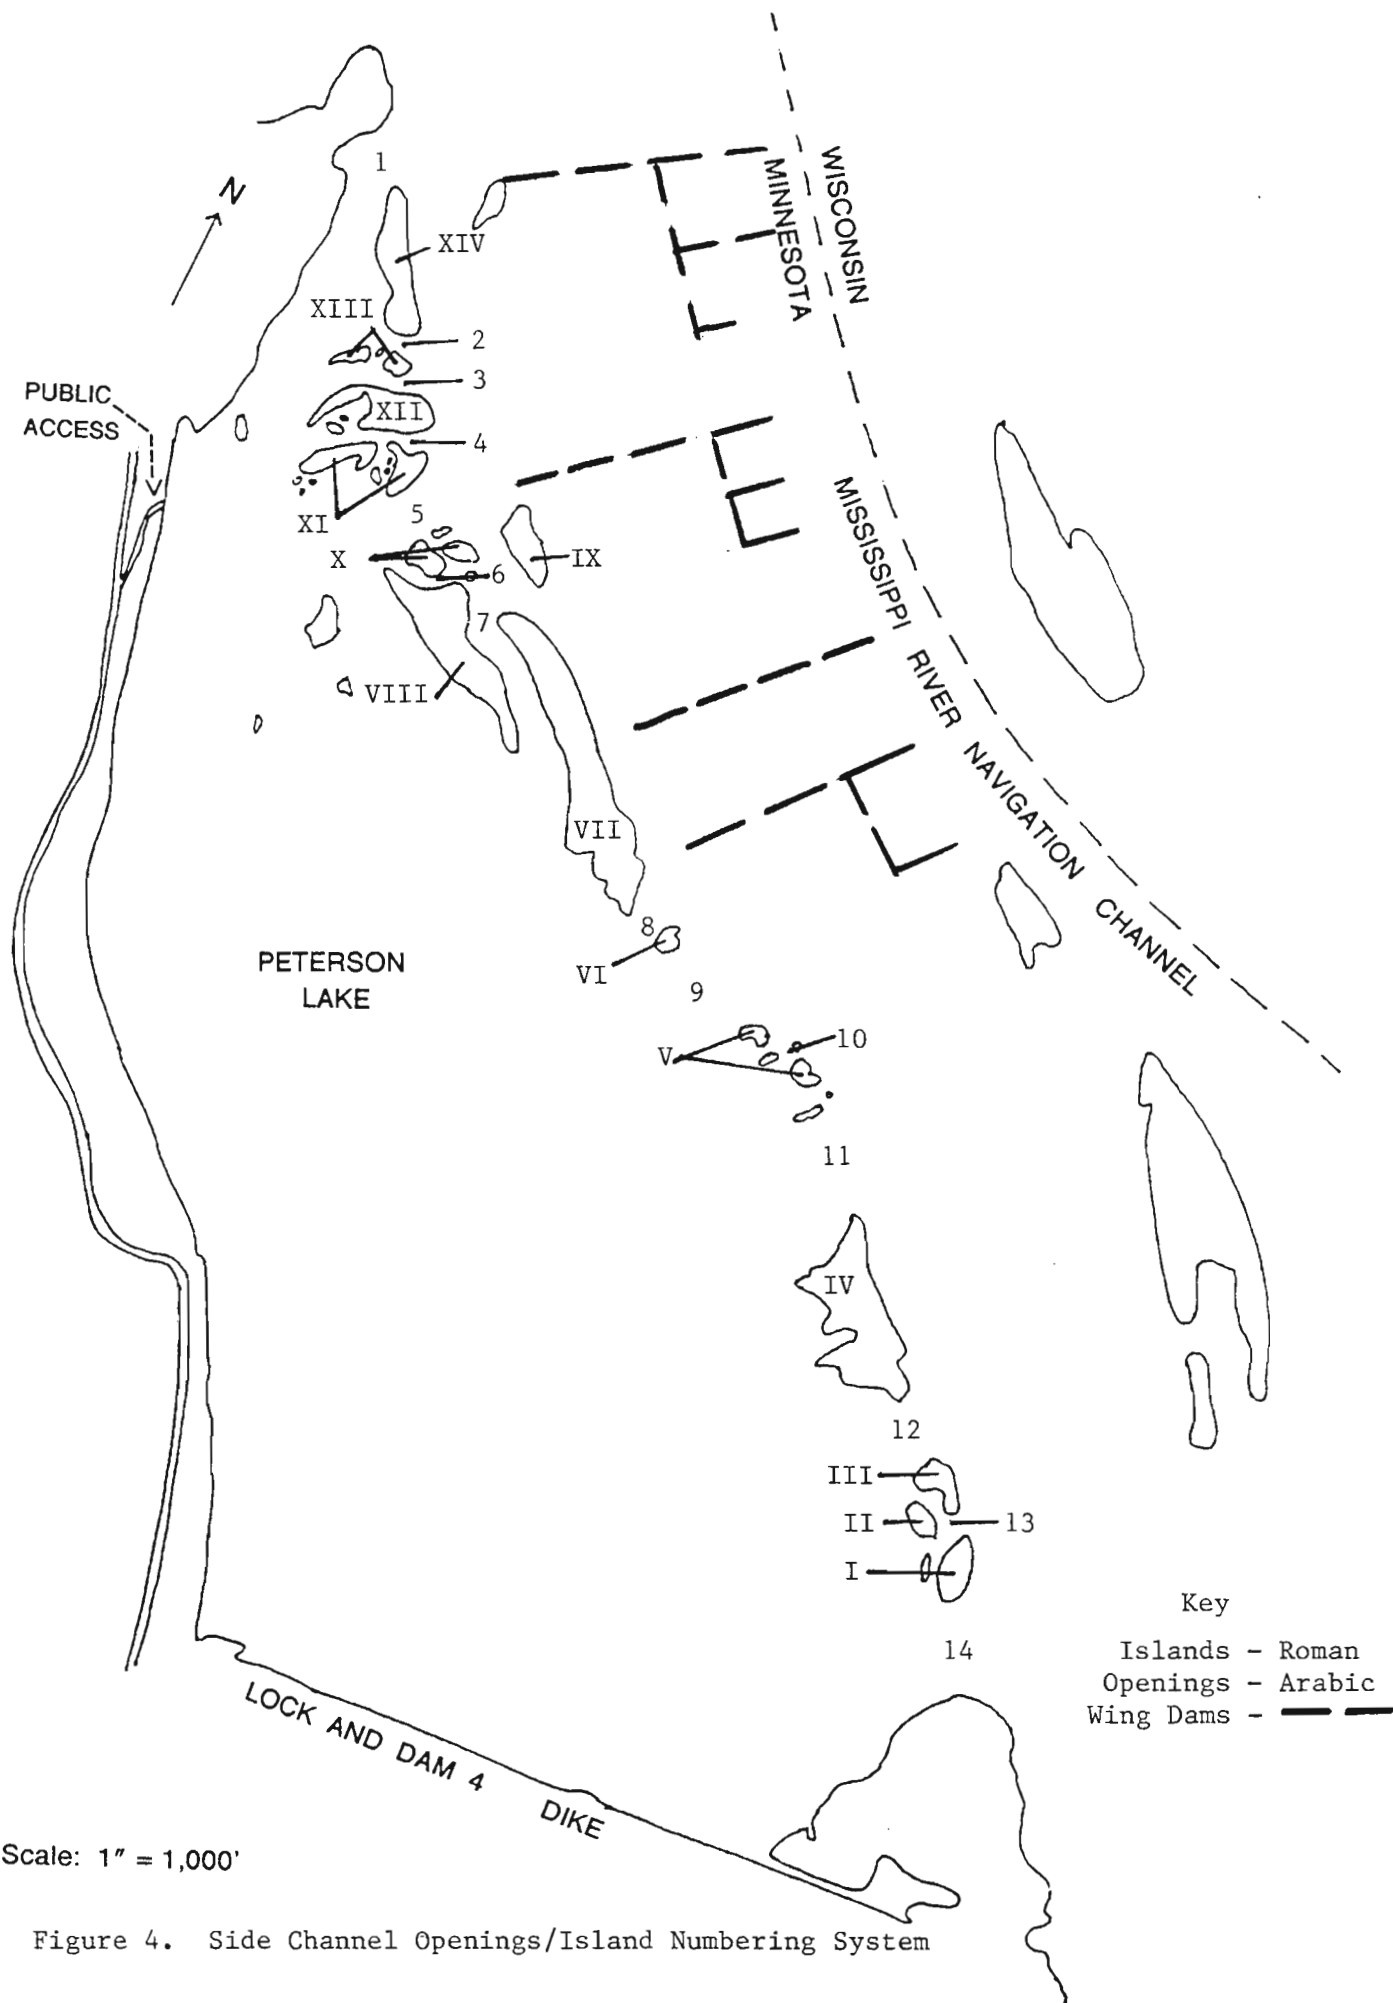 1
N
WISCONSIN
MINNESOTA
XIV
XIII
2
3
PUBLIC
ACCESS
XII
4
XI
5
X
IX
6
7
VIII
MISSISSIPPI RIVER NAVIGATION CHANNEL
VII
8
VI
PETERSON
LAKE
9
10
V
11
IV
12
III
II
13
I
14
Key
Islands - Roman
Openings - Arabic
Wing Dams -
LOCK AND DAM 4 DIKE
Scale: 1" = 1,000'
Figure 4. Side Channel Openings/Island Numbering System